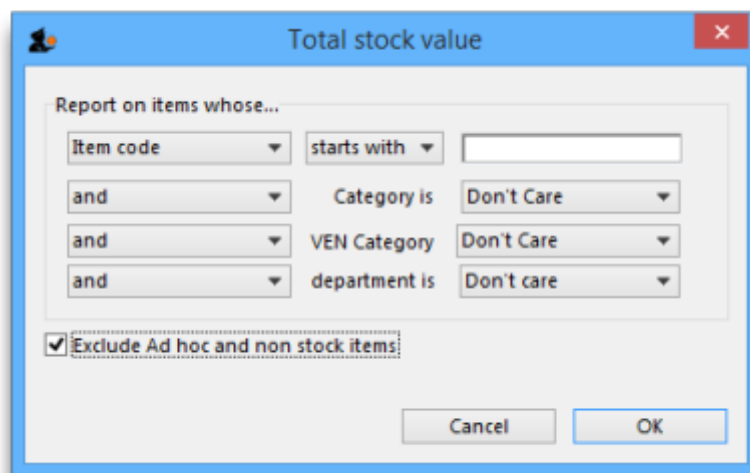 Total stock value
Report on items whose...
Item code starts with
and Category is Don't Care
and VEN Category Don't Care
and department is Don't care
Exclude Ad hoc and non stock items
Cancel OK